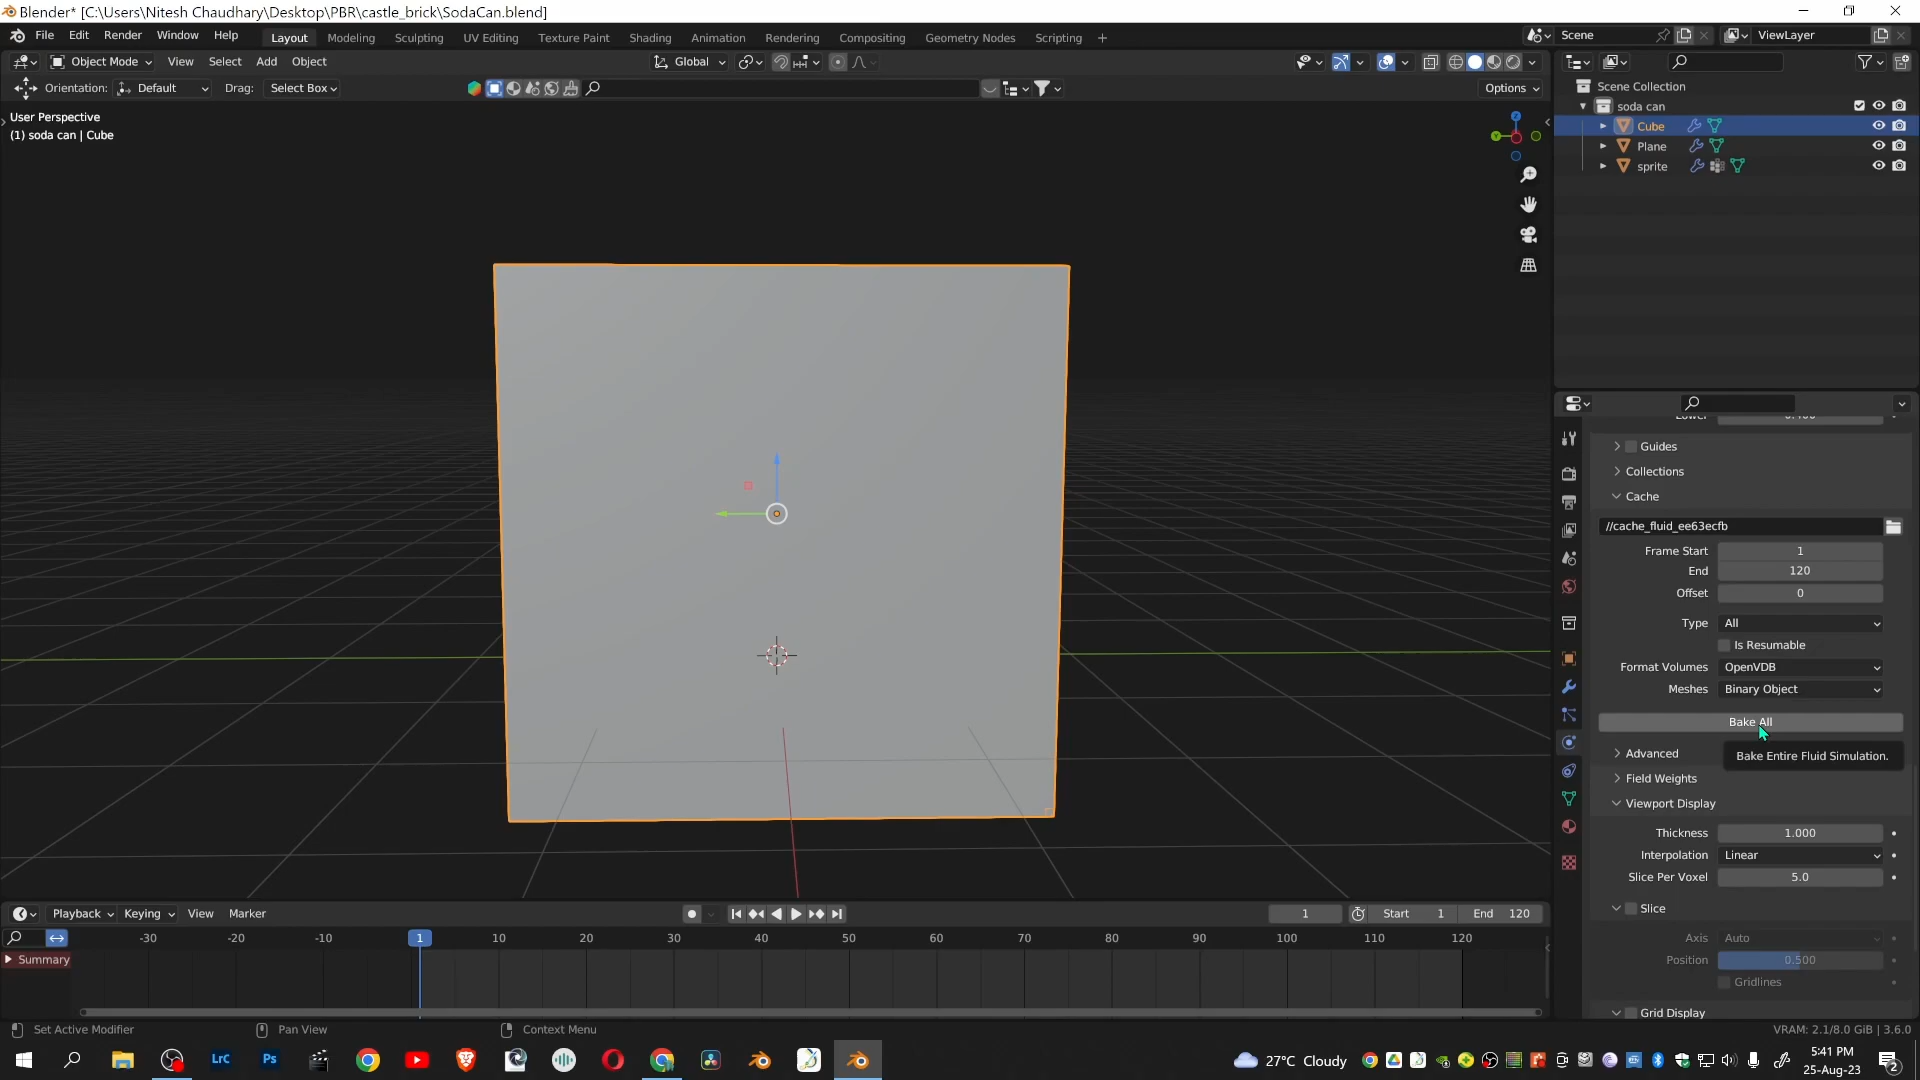 Blender* [C:\Users\Nitesh Chaudhary\Desktop\PBR\castle_brick\SodaCan.blend]
File Edit Render Window Help Layout Modeling Sculpting UV Editing Texture Paint Shading Animation Rendering Compositing Geometry Nodes Scripting + Scene ViewLayer
Object Mode View Select Add Object Global
Orientation: Default Drag: Select Box Options
User Perspective
(1) soda can | Cube
Scene Collection
soda can
Cube
Plane
sprite
Guides
Collections
Cache
//cache_fluid_ee63ecfb
Frame Start 1
End 120
Offset 0
Type All
Is Resumable
Format Volumes OpenVDB
Meshes Binary Object
Bake All
Advanced
Bake Entire Fluid Simulation.
Field Weights
Viewport Display
Thickness 1.000
Interpolation Linear
Slice Per Voxel 5.0
Slice
Axis Auto
Position 0.500
Gridlines
Grid Display
Playback Keying View Marker 1 Start 1 End 120
-30 -20 -10 1 10 20 30 40 50 60 70 80 90 100 110 120
Summary
Set Active Modifier Pan View Context Menu VRAM: 2.1/8.0 GiB | 3.6.0
LrC Ps 27°C Cloudy 5:41 PM
25-Aug-23 2